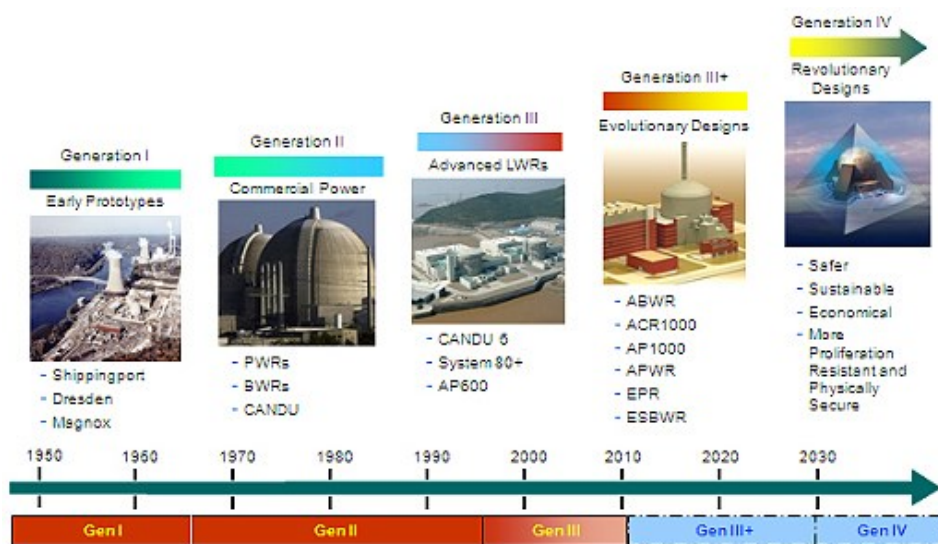 Generation I
Early Prototypes
- Shippingport
- Dresden
- Magnox
Generation II
Commercial Power
- PWRs
- BWRs
- CANDU
Generation III
Advanced LWRs
- CANDU 6
- System 80+
- AP600
Generation III+
Evolutionary Designs
- ABWR
- ACR1000
- AP1000
- APWR
- EPR
- ESBWR
Generation IV
Revolutionary
Designs
- Safer
- Sustainable
- Economical
- More
Proliferation
Resistant and
Physically
Secure
1950
1960
1970
1980
1990
2000
2010
2020
2030
Gen I
Gen II
Gen III
Gen III+
Gen IV